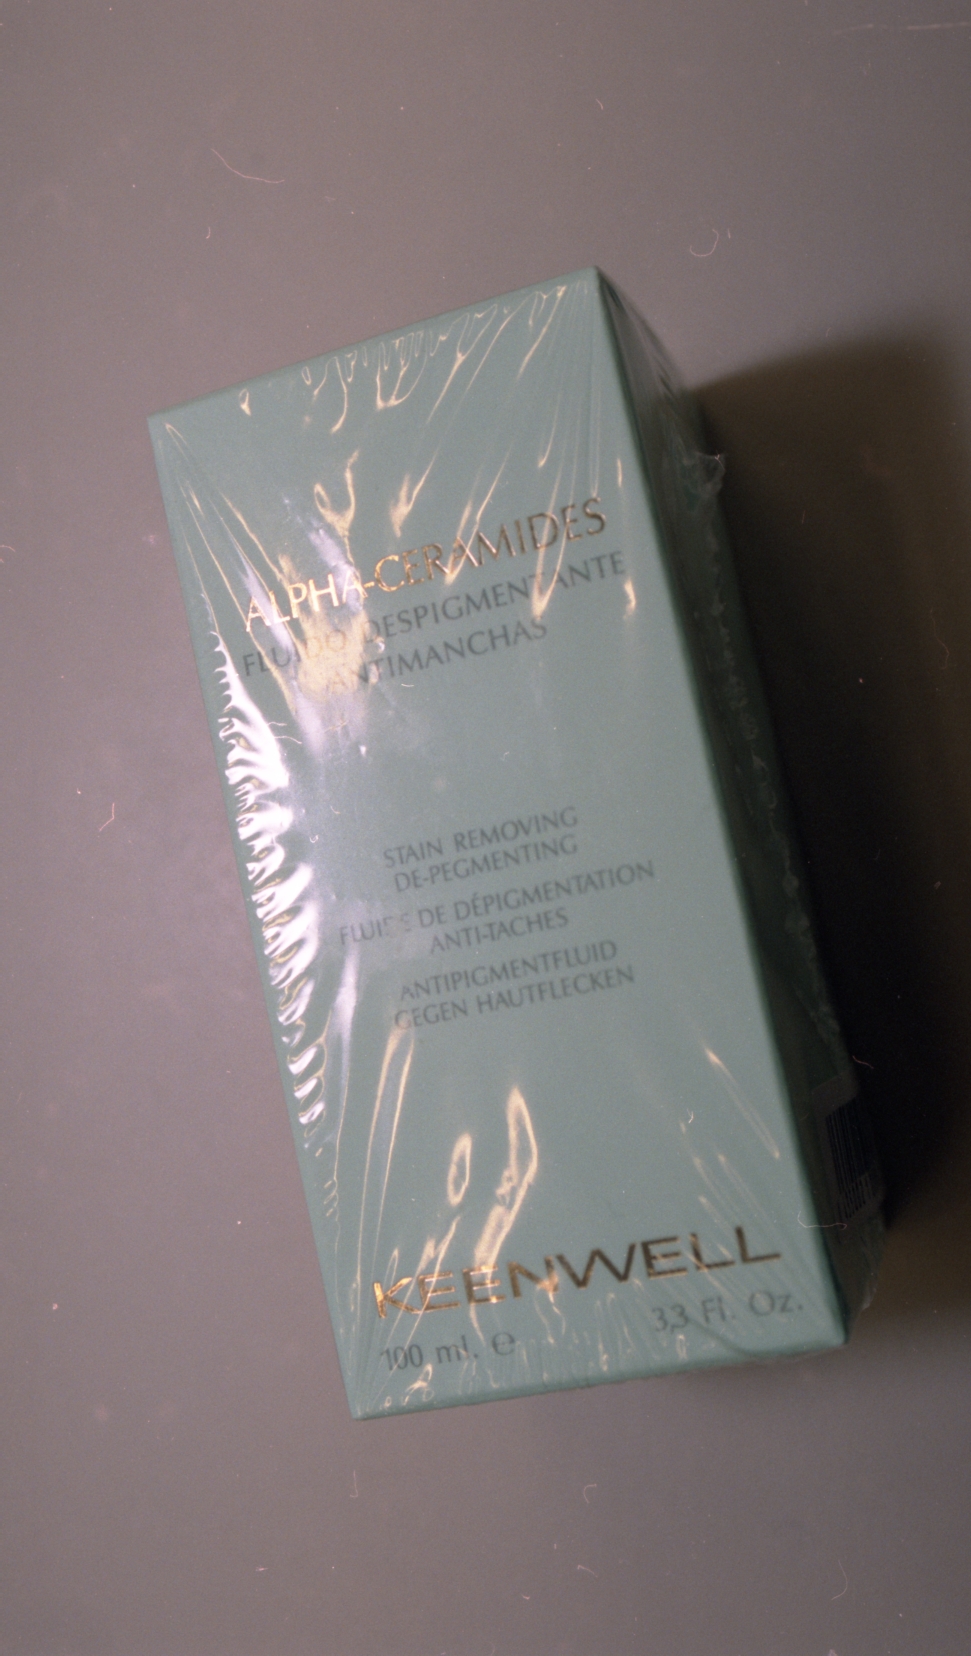 ALPHA-CERAMIDES
FLUIDO DESPIGMENTANTE
ANTIMANCHAS
STAIN REMOVING
DE-PEGMENTING
FLUIDE DE DÉPIGMENTATION
ANTI-TACHES
ANTIPIGMENTFLUID
GEGEN HAUTFLECKEN
KEENWELL
100 ml. ℮
3,3 Fl. Oz.